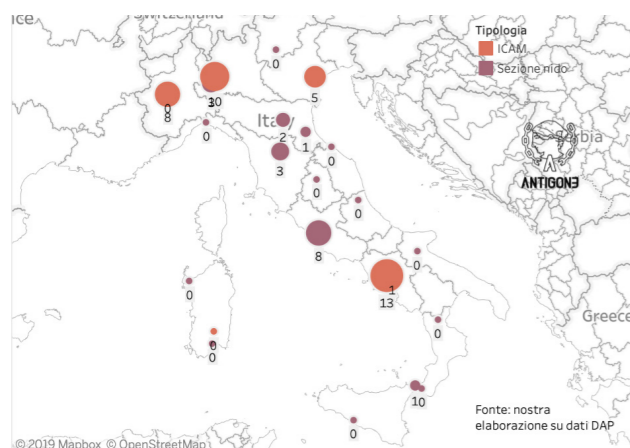 Switzerland
Tipologia
ICAM
Sezione nido
0
5
0
8
0
Italy
2
1
0
3
Serbia
ANTIGONE
0
0
8
0
1
13
0
0
Greece
0
0
0
10
0
Fonte: nostra
elaborazione su dati DAP
© 2019 Mapbox © OpenStreetMap